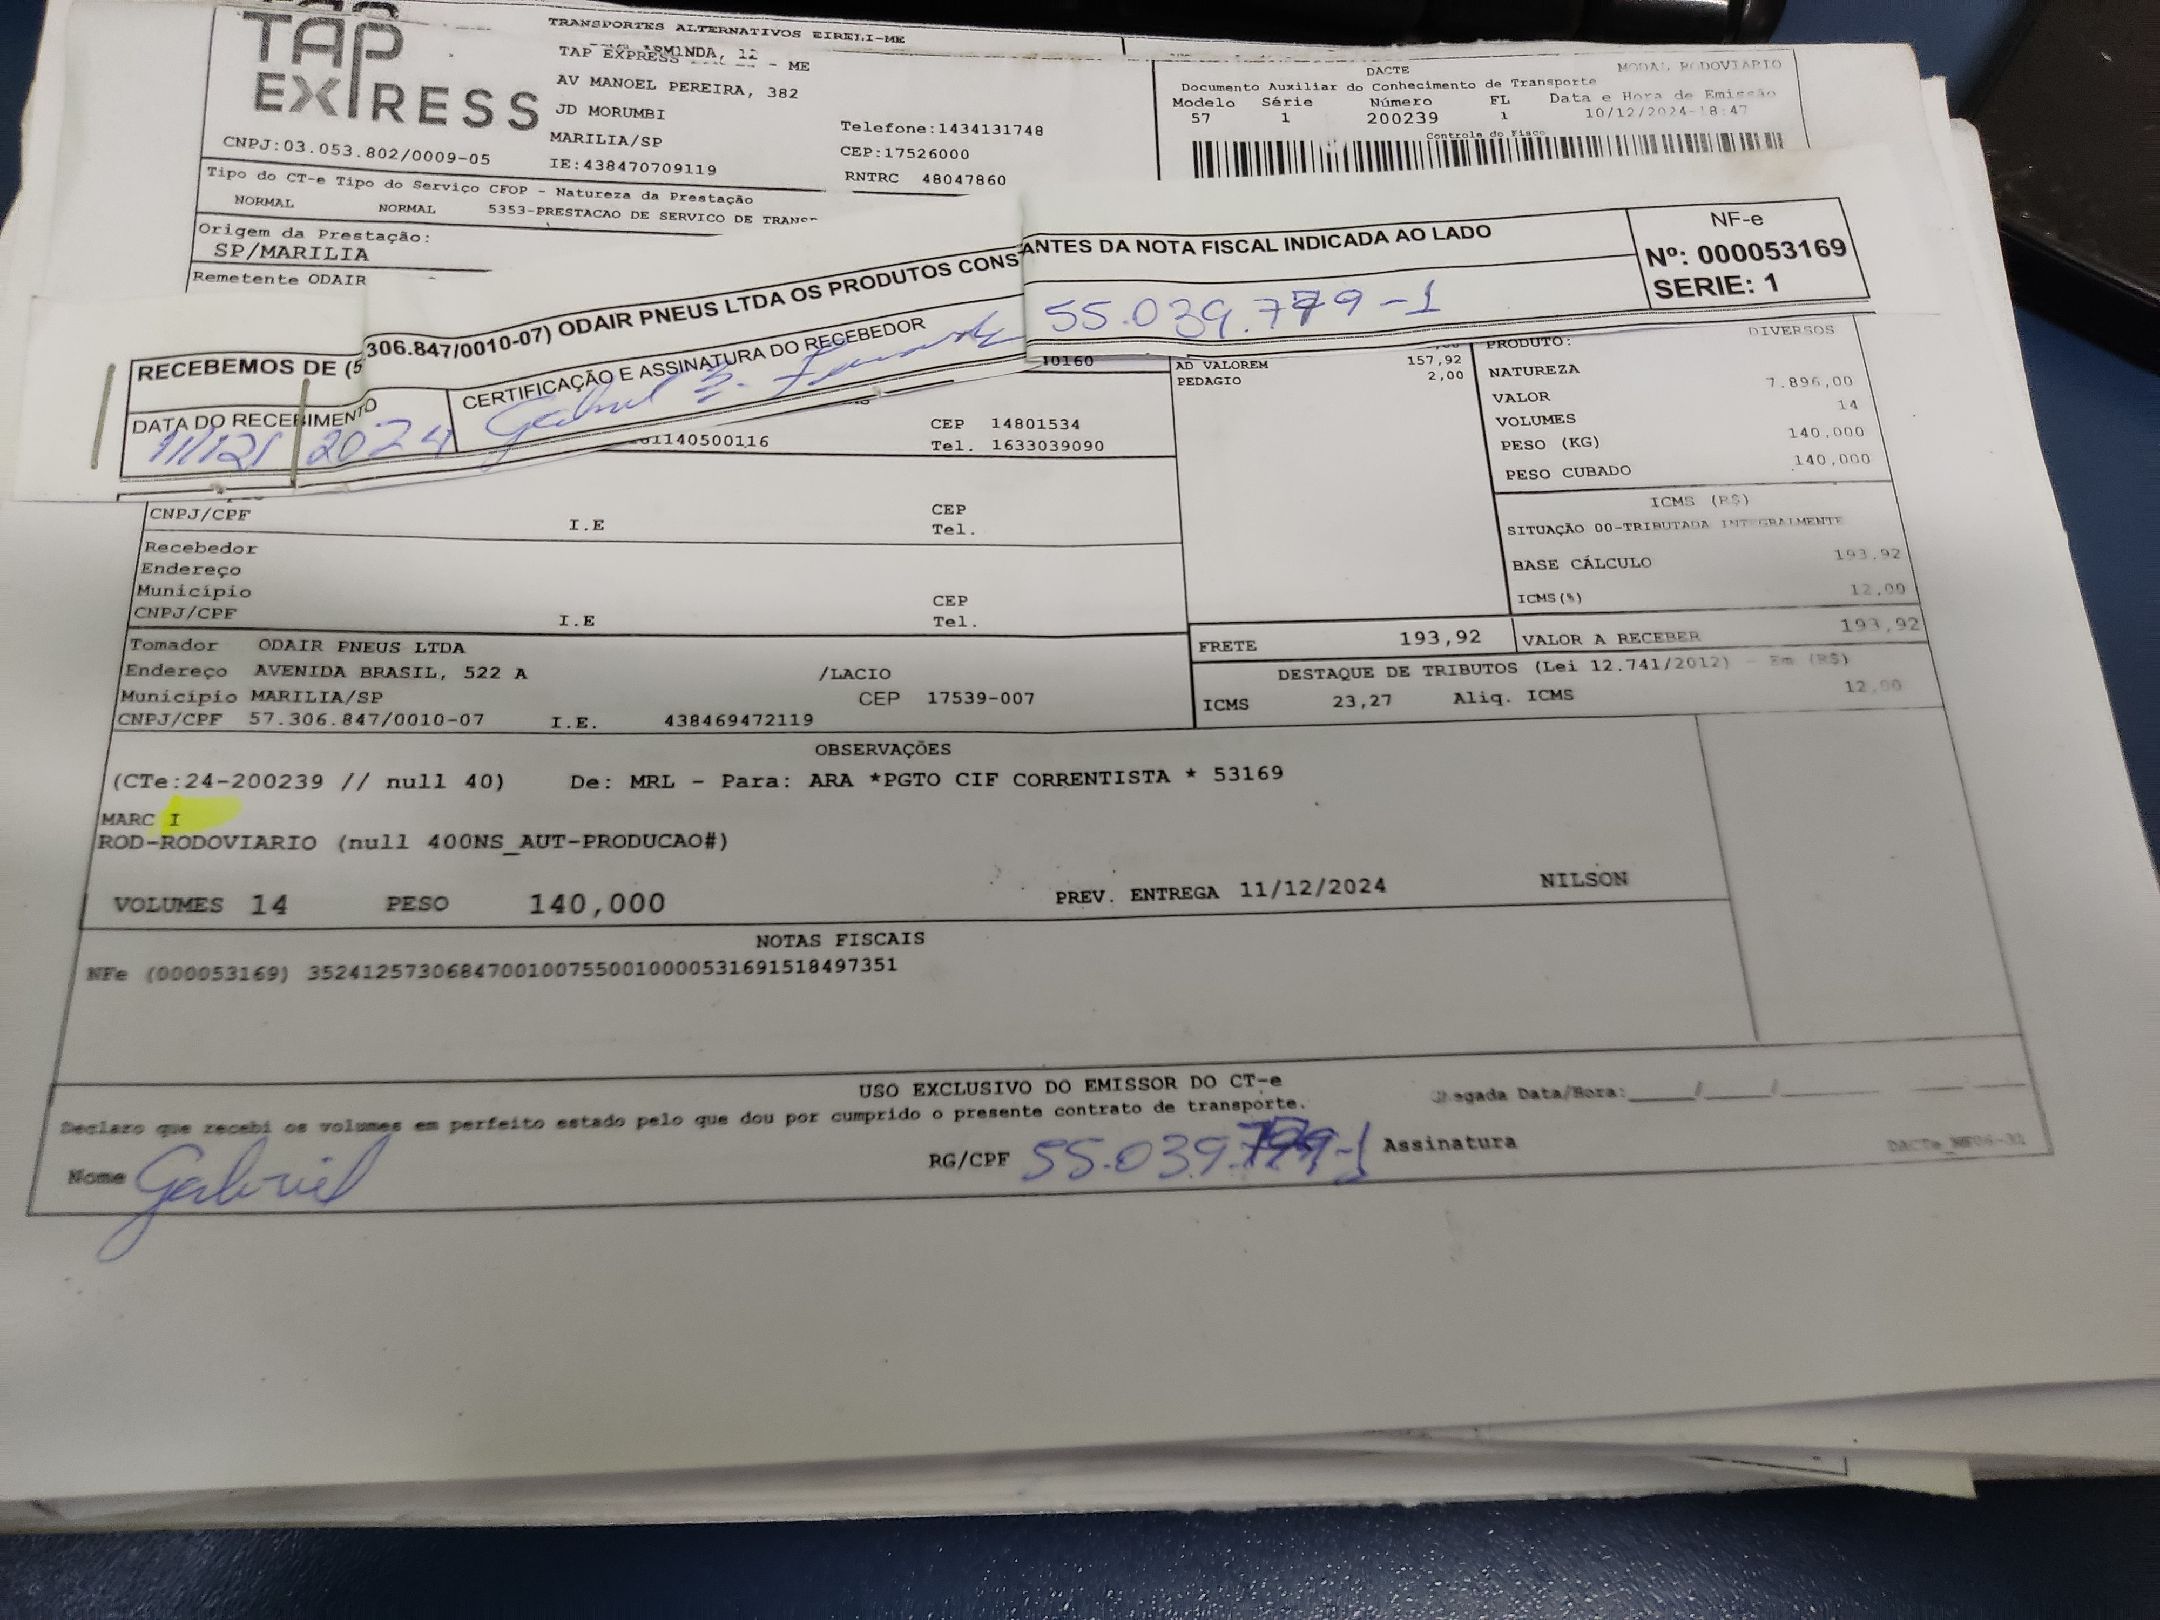 TAP EXPRESS
TRANSPORTES ALTERNATIVOS EIRELI-ME
ARMINDA, 12
TAP EXPRESS - ME
AV MANOEL PEREIRA, 382
JD MORUMBI
MARILIA/SP
IE:438470709119
Telefone:1434131748
CEP:17526000
RNTRC 48047860
CNPJ:03.053.802/0009-05
DACTE MODAL RODOVIARIO
Documento Auxiliar do Conhecimento de Transporte
Modelo Série Número FL Data e Hora de Emissão
57 1 200239 1 10/12/2024-18:47
Controle do Fisco
Tipo do CT-e Tipo do Serviço CFOP - Natureza da Prestação
NORMAL NORMAL 5353-PRESTACAO DE SERVICO DE TRANSP
Origem da Prestação:
SP/MARILIA
Remetente ODAIR
RECEBEMOS DE (5
306.847/0010-07) ODAIR PNEUS LTDA OS PRODUTOS CONS
ANTES DA NOTA FISCAL INDICADA AO LADO
NF-e
Nº: 000053169
SERIE: 1
DATA DO RECEBIMENTO
11/12/2024
CERTIFICAÇÃO E ASSINATURA DO RECEBEDOR
Gabriel
55.039.779-1
10160
AD VALOREM 157,92
PEDAGIO 2,00
PRODUTO: DIVERSOS
NATUREZA
VALOR 7.896,00
VOLUMES 14
PESO (KG) 140,000
PESO CUBADO 140,000
ICMS (R$)
SITUAÇÃO 00-TRIBUTADA INTEGRALMENTE
BASE CÁLCULO 193,92
ICMS(%) 12,00
CEP 14801534
1140500116 Tel. 1633039090
CEP
CNPJ/CPF I.E Tel.
Recebedor
Endereço
Município CEP
CNPJ/CPF I.E Tel.
Tomador ODAIR PNEUS LTDA
Endereço AVENIDA BRASIL, 522 A /LACIO
Município MARILIA/SP CEP 17539-007
CNPJ/CPF 57.306.847/0010-07 I.E. 438469472119
FRETE 193,92 VALOR A RECEBER 193,92
DESTAQUE DE TRIBUTOS (Lei 12.741/2012) - Em (R$)
ICMS 23,27 Aliq. ICMS 12,00
OBSERVAÇÕES
(CTe:24-200239 // null 40) De: MRL - Para: ARA *PGTO CIF CORRENTISTA * 53169
MARC I
ROD-RODOVIARIO (null 400NS_AUT-PRODUCAO#)
VOLUMES 14 PESO 140,000 PREV. ENTREGA 11/12/2024 NILSON
NOTAS FISCAIS
NFe (000053169) 35241257306847001007550010000531691518497351
USO EXCLUSIVO DO EMISSOR DO CT-e
Declaro que recebi os volumes em perfeito estado pelo que dou por cumprido o presente contrato de transporte.
Chegada Data/Hora:____/____/____
Nome Gabriel RG/CPF 55.039.779-1 Assinatura